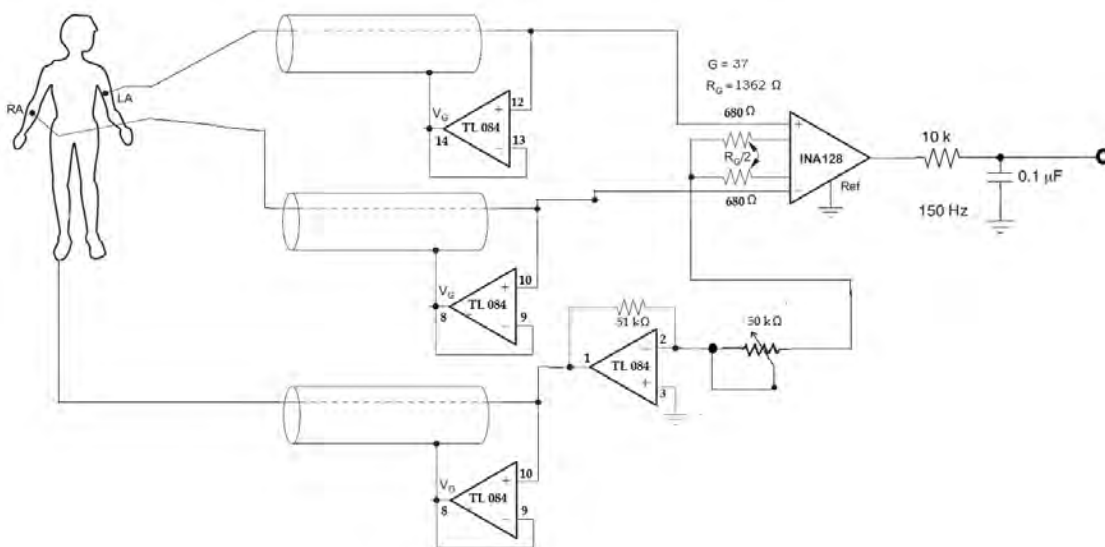 RA
LA
V_G
14
TL 084
12
13
+
−
G = 37
R_G = 1362 Ω
680 Ω
R_G/2
680 Ω
+
−
INA128
Ref
10 k
0.1 µF
150 Hz
V_G
8
TL 084
10
9
+
−
51 kΩ
1
TL 084
2
3
−
+
50 kΩ
V_G
8
TL 084
10
9
+
−